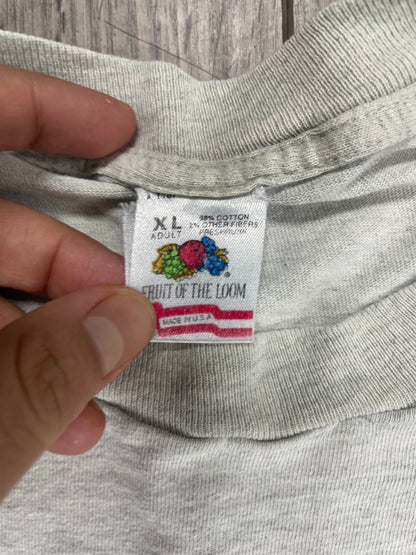 XL
ADULT
98% COTTON
2% OTHER FIBERS
PRESHRUNK
®
FRUIT OF THE LOOM
MADE IN U.S.A.